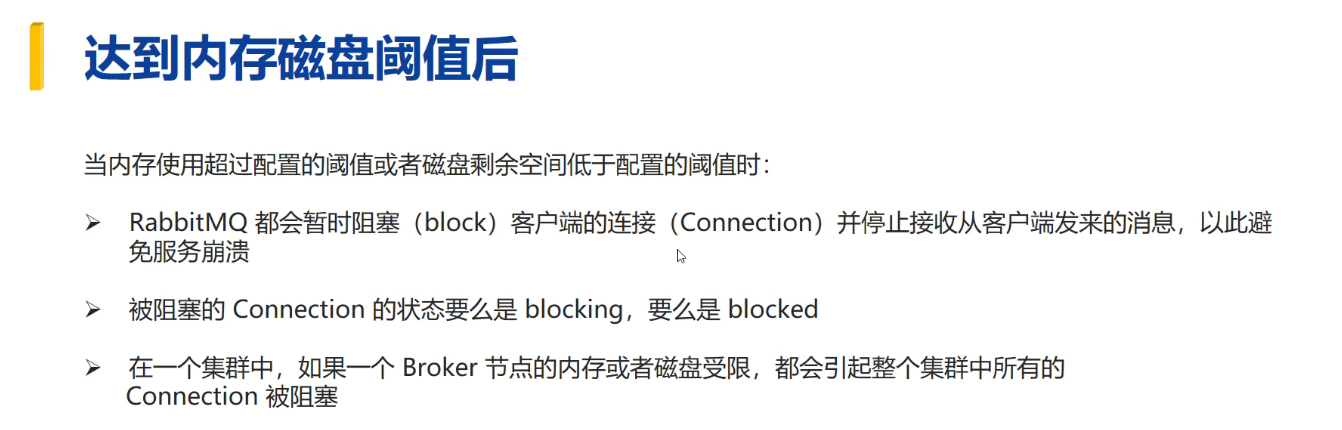 达到内存磁盘阈值后
当内存使用超过配置的阈值或者磁盘剩余空间低于配置的阈值时：
➢ RabbitMQ 都会暂时阻塞（block）客户端的连接（Connection）并停止接收从客户端发来的消息，以此避
免服务崩溃
➢ 被阻塞的 Connection 的状态要么是 blocking，要么是 blocked
➢ 在一个集群中，如果一个 Broker 节点的内存或者磁盘受限，都会引起整个集群中所有的
Connection 被阻塞